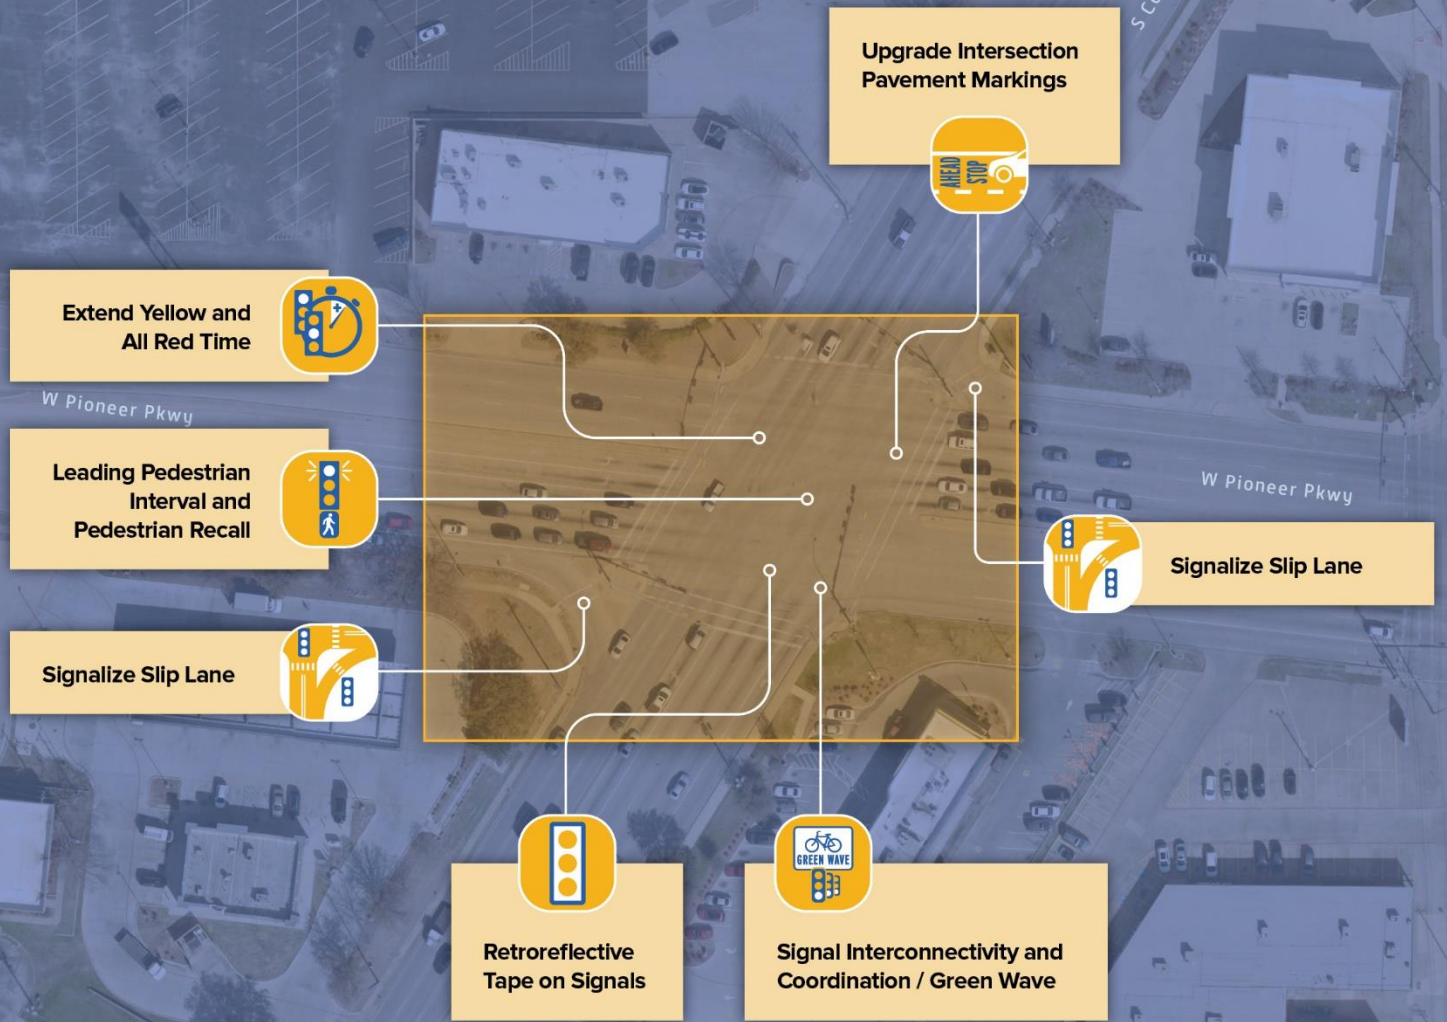 Upgrade Intersection
Pavement Markings
AHEAD
STOP
Extend Yellow and
All Red Time
W Pioneer Pkwy
Leading Pedestrian
Interval and
Pedestrian Recall
W Pioneer Pkwy
Signalize Slip Lane
Signalize Slip Lane
GREEN WAVE
Retroreflective
Tape on Signals
Signal Interconnectivity and
Coordination / Green Wave